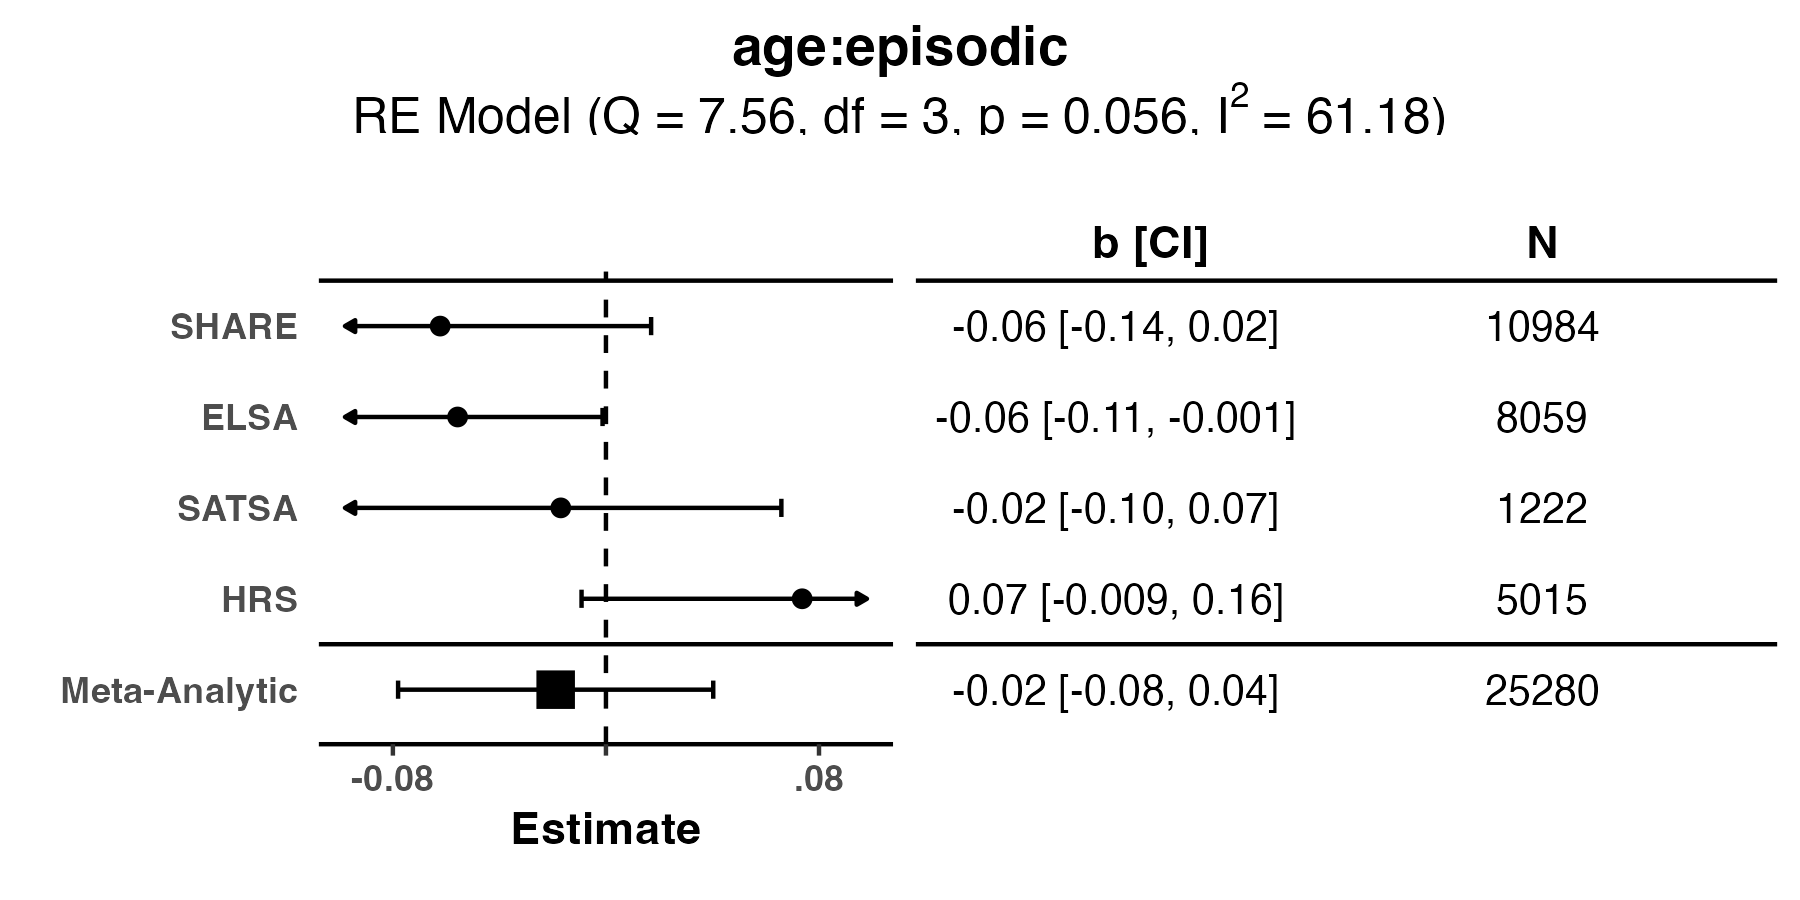 age:episodic
RE Model (Q = 7.56, df = 3, p = 0.056, I² = 61.18)
b [CI] N
SHARE -0.06 [-0.14, 0.02] 10984
ELSA -0.06 [-0.11, -0.001] 8059
SATSA -0.02 [-0.10, 0.07] 1222
HRS 0.07 [-0.009, 0.16] 5015
Meta-Analytic -0.02 [-0.08, 0.04] 25280
-0.08 .08
Estimate